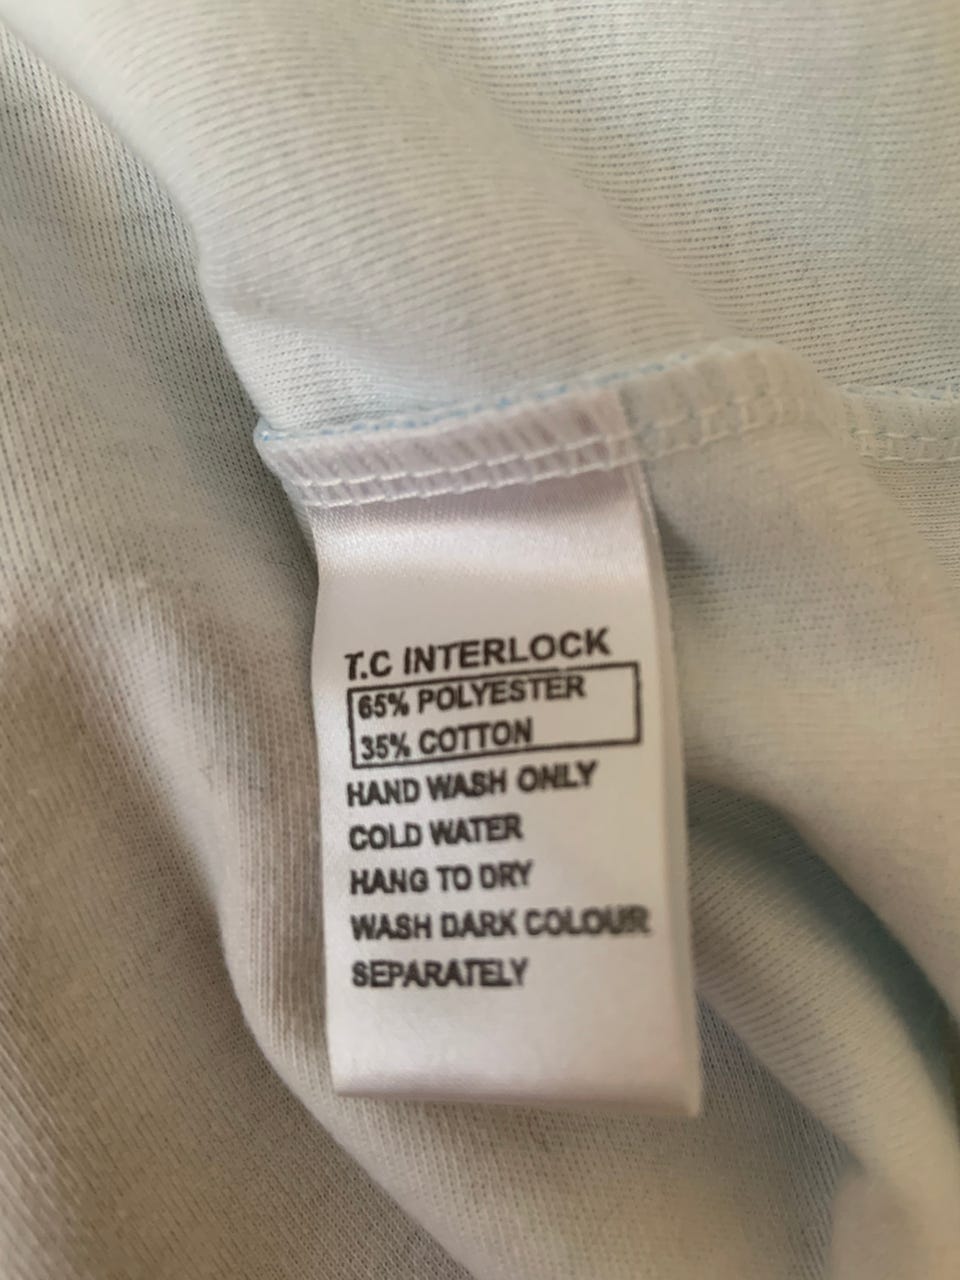 T.C INTERLOCK
65% POLYESTER
35% COTTON
HAND WASH ONLY
COLD WATER
HANG TO DRY
WASH DARK COLOUR
SEPARATELY